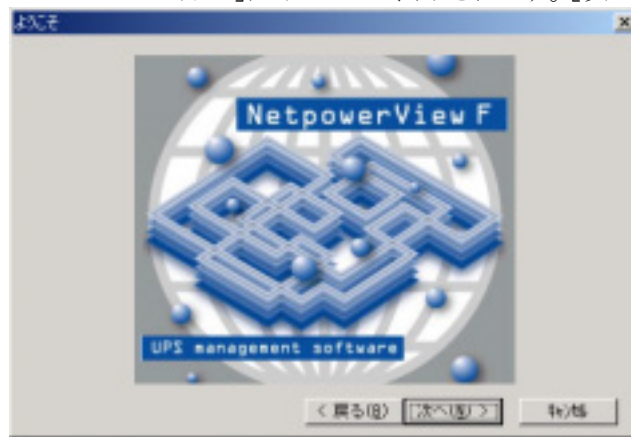 ようこそ
NetpowerView F
UPS management software
< 戻る(B) 次へ(N) > ｷｬﾝｾﾙ